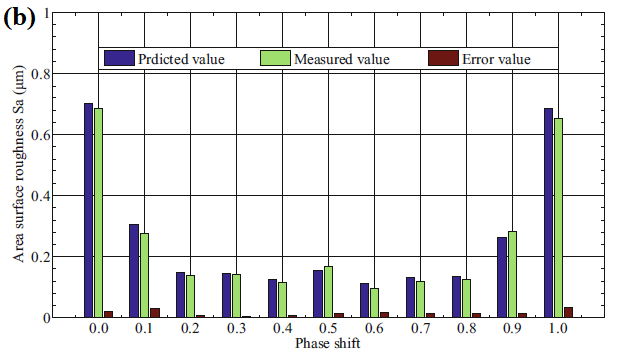 (b)
1
Prdicted value Measured value Error value
0.8
0.6
0.4
0.2
0
Area surface roughness Sa (μm)
0.0 0.1 0.2 0.3 0.4 0.5 0.6 0.7 0.8 0.9 1.0
Phase shift